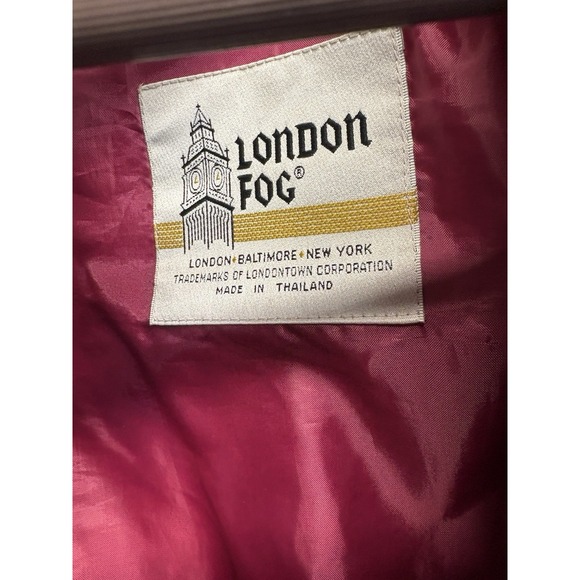 LONDON
FOG®
LONDON◆BALTIMORE◆NEW YORK
TRADEMARKS OF LONDONTOWN CORPORATION
MADE IN THAILAND